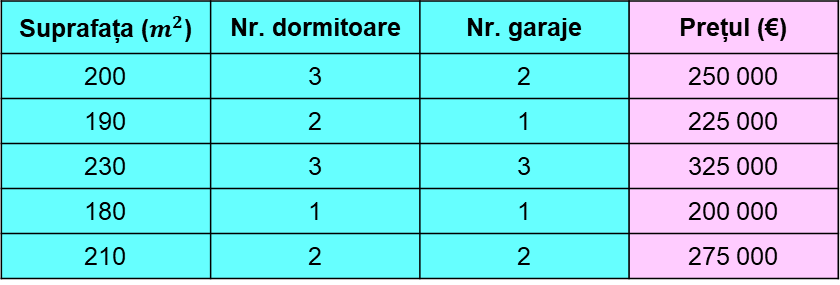 Suprafața (m²) Nr. dormitoare Nr. garaje Prețul (€)
200 3 2 250 000
190 2 1 225 000
230 3 3 325 000
180 1 1 200 000
210 2 2 275 000